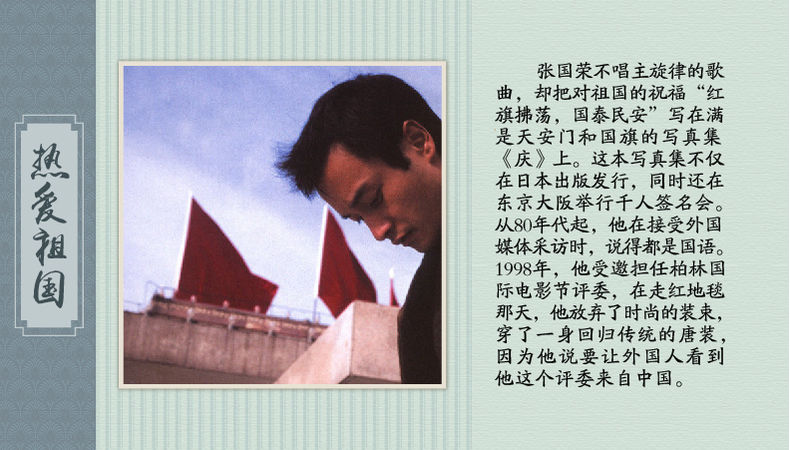 热爱祖国
张国荣不唱主旋律的歌
曲，却把对祖国的祝福“红
旗拂荡，国泰民安”写在满
是天安门和国旗的写真集
《庆》上。这本写真集不仅
在日本出版发行，同时还在
东京大阪举行千人签名会。
从80年代起，他在接受外国
媒体采访时，说得都是国语。
1998年，他受邀担任柏林国
际电影节评委，在走红地毯
那天，他放弃了时尚的装束，
穿了一身回归传统的唐装，
因为他说要让外国人看到
他这个评委来自中国。